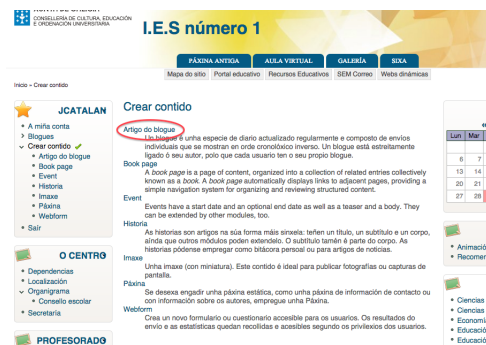 XUNTA DE GALICIA
CONSELLERÍA DE CULTURA, EDUCACIÓN
E ORDENACIÓN UNIVERSITARIA
I.E.S número 1
PÁXINA ANTIGA
AULA VIRTUAL
GALERÍA
SIXA
Mapa do sitio
Portal educativo
Recursos Educativos
SEM Correo
Webs dinámicas
Inicio » Crear contido
JCATALAN
A miña conta
Blogues
Crear contido
Artigo do blogue
Book page
Event
Historia
Imaxe
Páxina
Webform
Saír
O CENTRO
Dependencias
Localización
Organigrama
Consello escolar
Secretaria
PROFESORADO
Crear contido
Artigo do blogue
Un blogue é unha especie de diario actualizado regularmente e composto de envíos
individuais que se mostran en orde cronolóxico inverso. Un blogue está estreitamente
ligado ó seu autor, polo que cada usuario ten o seu propio blogue.
Book page
A book page is a page of content, organized into a collection of related entries collectively
known as a book. A book page automatically displays links to adjacent pages, providing a
simple navigation system for organizing and reviewing structured content.
Event
Events have a start date and an optional end date as well as a teaser and a body. They
can be extended by other modules, too.
Historia
As historias son artigos na súa forma máis sinxela: teñen un título, un subtítulo e un corpo,
aínda que outros módulos poden extendelo. O subtítulo tamén é parte do corpo. As
historias pódense empregar como bitácora persoal ou para artigos de noticias.
Imaxe
Unha imaxe (con miniatura). Este contido é ideal para publicar fotografías ou capturas de
pantalla.
Páxina
Se desexa engadir unha páxina estática, como unha páxina de información de contacto ou
con información sobre os autores, empregue unha Páxina.
Webform
Crea un novo formulario ou cuestionario accesible para os usuarios. Os resultados do
envío e as estatísticas quedan recollidas e acesibles segundo os privilexios dos usuarios.
«
Lun Mar
6 7
13 14
20 21
27 28
Animació
Recomen
Ciencias
Ciencias
Economí
Educació
Educació